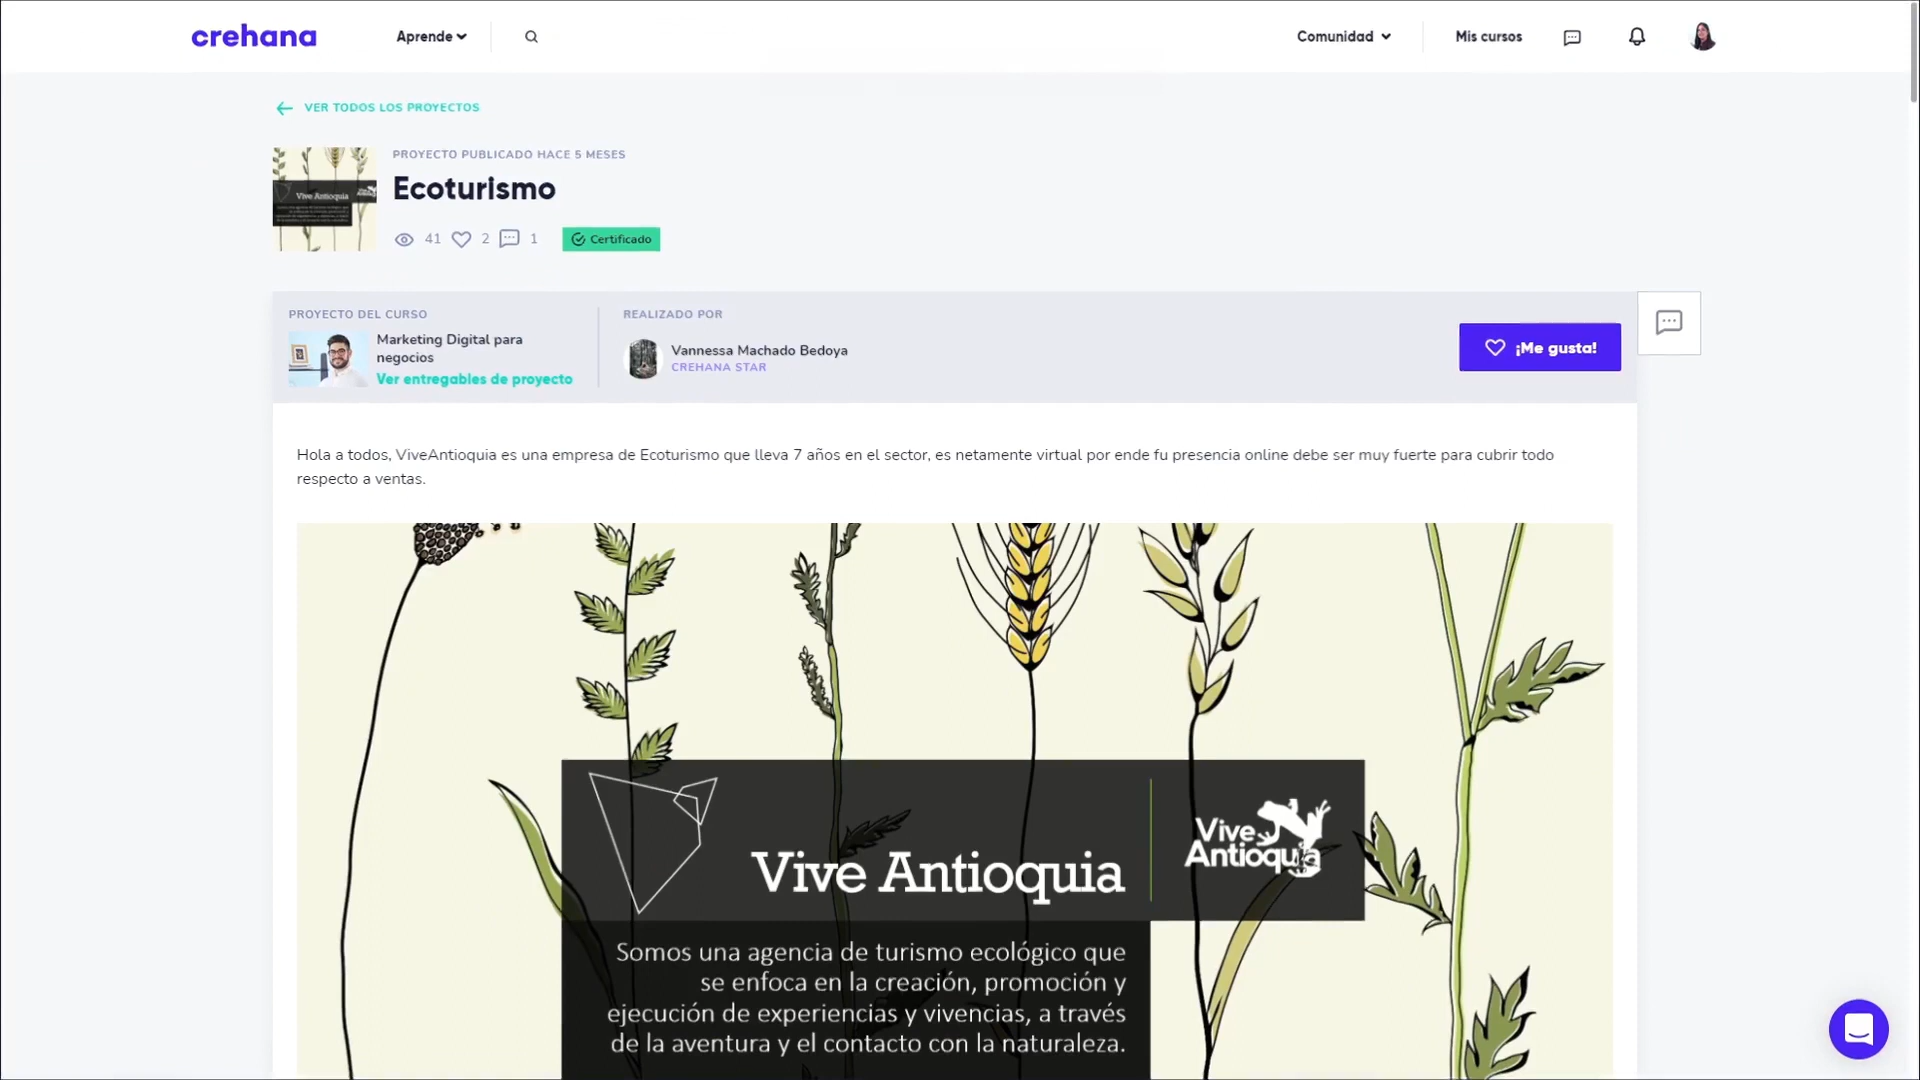 crehana
Aprende
Comunidad
Mis cursos
VER TODOS LOS PROYECTOS
PROYECTO PUBLICADO HACE 5 MESES
Ecoturismo
41
2
1
Certificado
PROYECTO DEL CURSO
Marketing Digital para
negocios
Ver entregables de proyecto
REALIZADO POR
Vannessa Machado Bedoya
CREHANA STAR
¡Me gusta!
Hola a todos, ViveAntioquia es una empresa de Ecoturismo que lleva 7 años en el sector, es netamente virtual por ende fu presencia online debe ser muy fuerte para cubrir todo
respecto a ventas.
Vive Antioquia
Vive
Antioquia
Somos una agencia de turismo ecológico que
se enfoca en la creación, promoción y
ejecución de experiencias y vivencias, a través
de la aventura y el contacto con la naturaleza.
Vive Antioquia